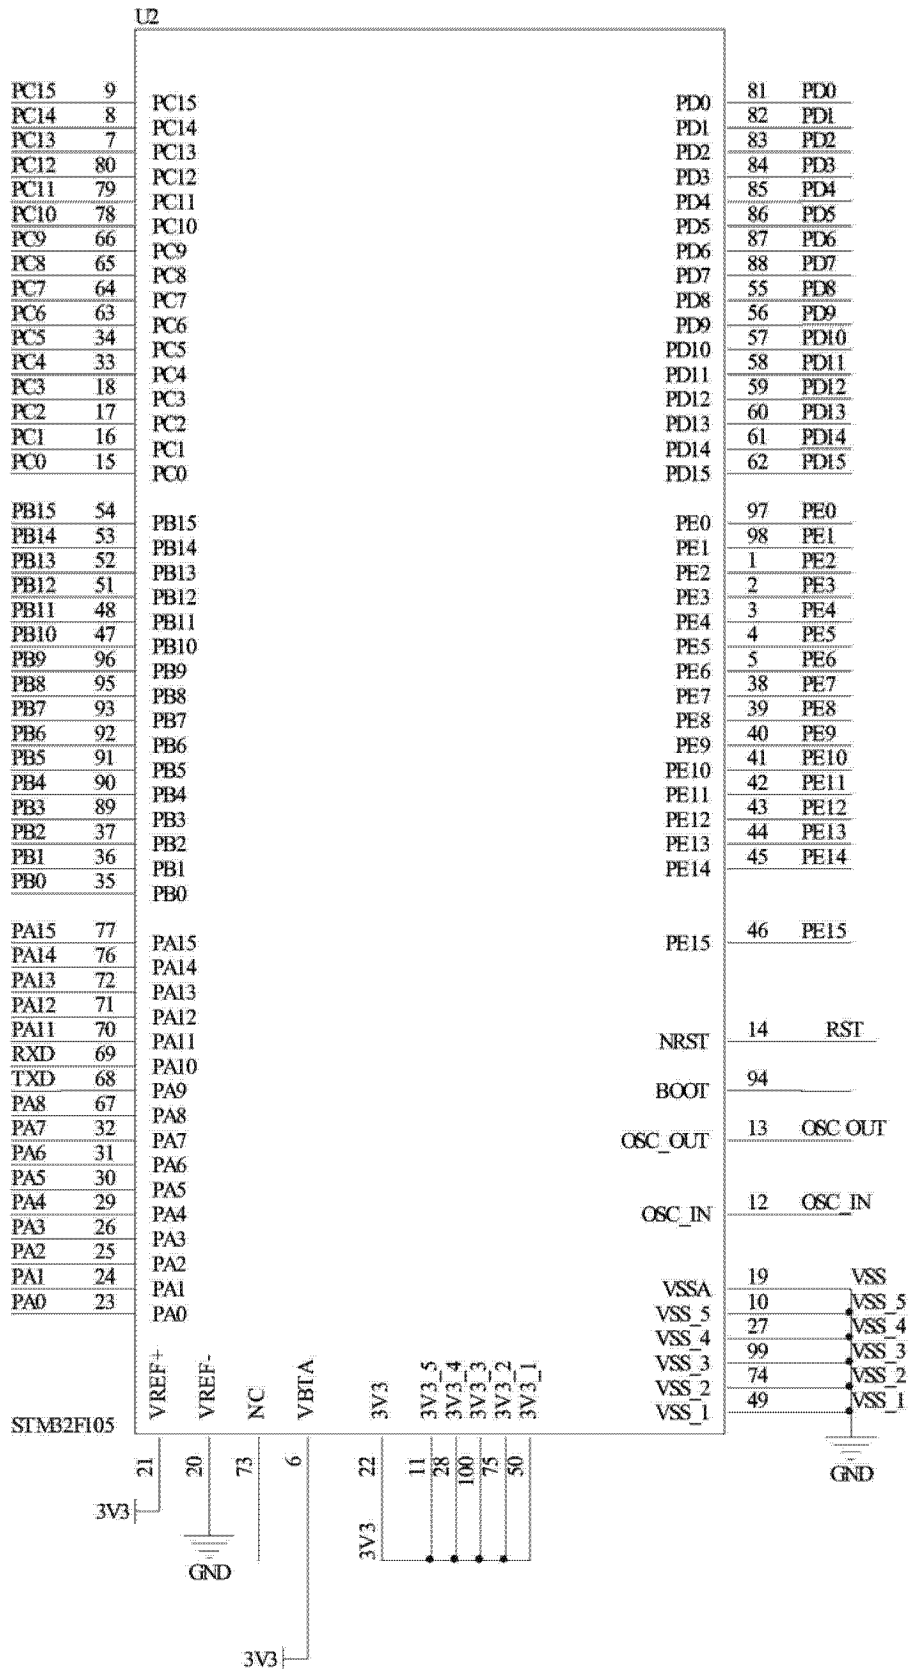 U2
PC15 9 PC15 PD0 81 PD0
PC14 8 PC14 PD1 82 PD1
PC13 7 PC13 PD2 83 PD2
PC12 80 PC12 PD3 84 PD3
PC11 79 PC11 PD4 85 PD4
PC10 78 PC10 PD5 86 PD5
PC9 66 PC9 PD6 87 PD6
PC8 65 PC8 PD7 88 PD7
PC7 64 PC7 PD8 55 PD8
PC6 63 PC6 PD9 56 PD9
PC5 34 PC5 PD10 57 PD10
PC4 33 PC4 PD11 58 PD11
PC3 18 PC3 PD12 59 PD12
PC2 17 PC2 PD13 60 PD13
PC1 16 PC1 PD14 61 PD14
PC0 15 PC0 PD15 62 PD15
PB15 54 PB15 PE0 97 PE0
PB14 53 PB14 PE1 98 PE1
PB13 52 PB13 PE2 1 PE2
PB12 51 PB12 PE3 2 PE3
PB11 48 PB11 PE4 3 PE4
PB10 47 PB10 PE5 4 PE5
PB9 96 PB9 PE6 5 PE6
PB8 95 PB8 PE7 38 PE7
PB7 93 PB7 PE8 39 PE8
PB6 92 PB6 PE9 40 PE9
PB5 91 PB5 PE10 41 PE10
PB4 90 PB4 PE11 42 PE11
PB3 89 PB3 PE12 43 PE12
PB2 37 PB2 PE13 44 PE13
PB1 36 PB1 PE14 45 PE14
PB0 35 PB0
PA15 77 PA15 PE15 46 PE15
PA14 76 PA14
PA13 72 PA13
PA12 71 PA12
PA11 70 PA11 NRST 14 RST
RXD 69 PA10
TXD 68 PA9 BOOT 94
PA8 67 PA8
PA7 32 PA7 OSC_OUT 13 OSC OUT
PA6 31 PA6
PA5 30 PA5
PA4 29 PA4 OSC_IN 12 OSC_IN
PA3 26 PA3
PA2 25 PA2
PA1 24 PA1 VSSA 19 VSS
PA0 23 PA0 VSS_5 10 VSS_5
VSS_4 27 VSS_4
VSS_3 99 VSS_3
VSS_2 74 VSS_2
VSS_1 49 VSS_1
VREF+ VREF- NC VBTA 3V3 3V3_5 3V3_4 3V3_3 3V3_2 3V3_1
STM32F105
21 20 73 6 22 11 28 100 75 50
GND
3V3
3V3
GND
3V3